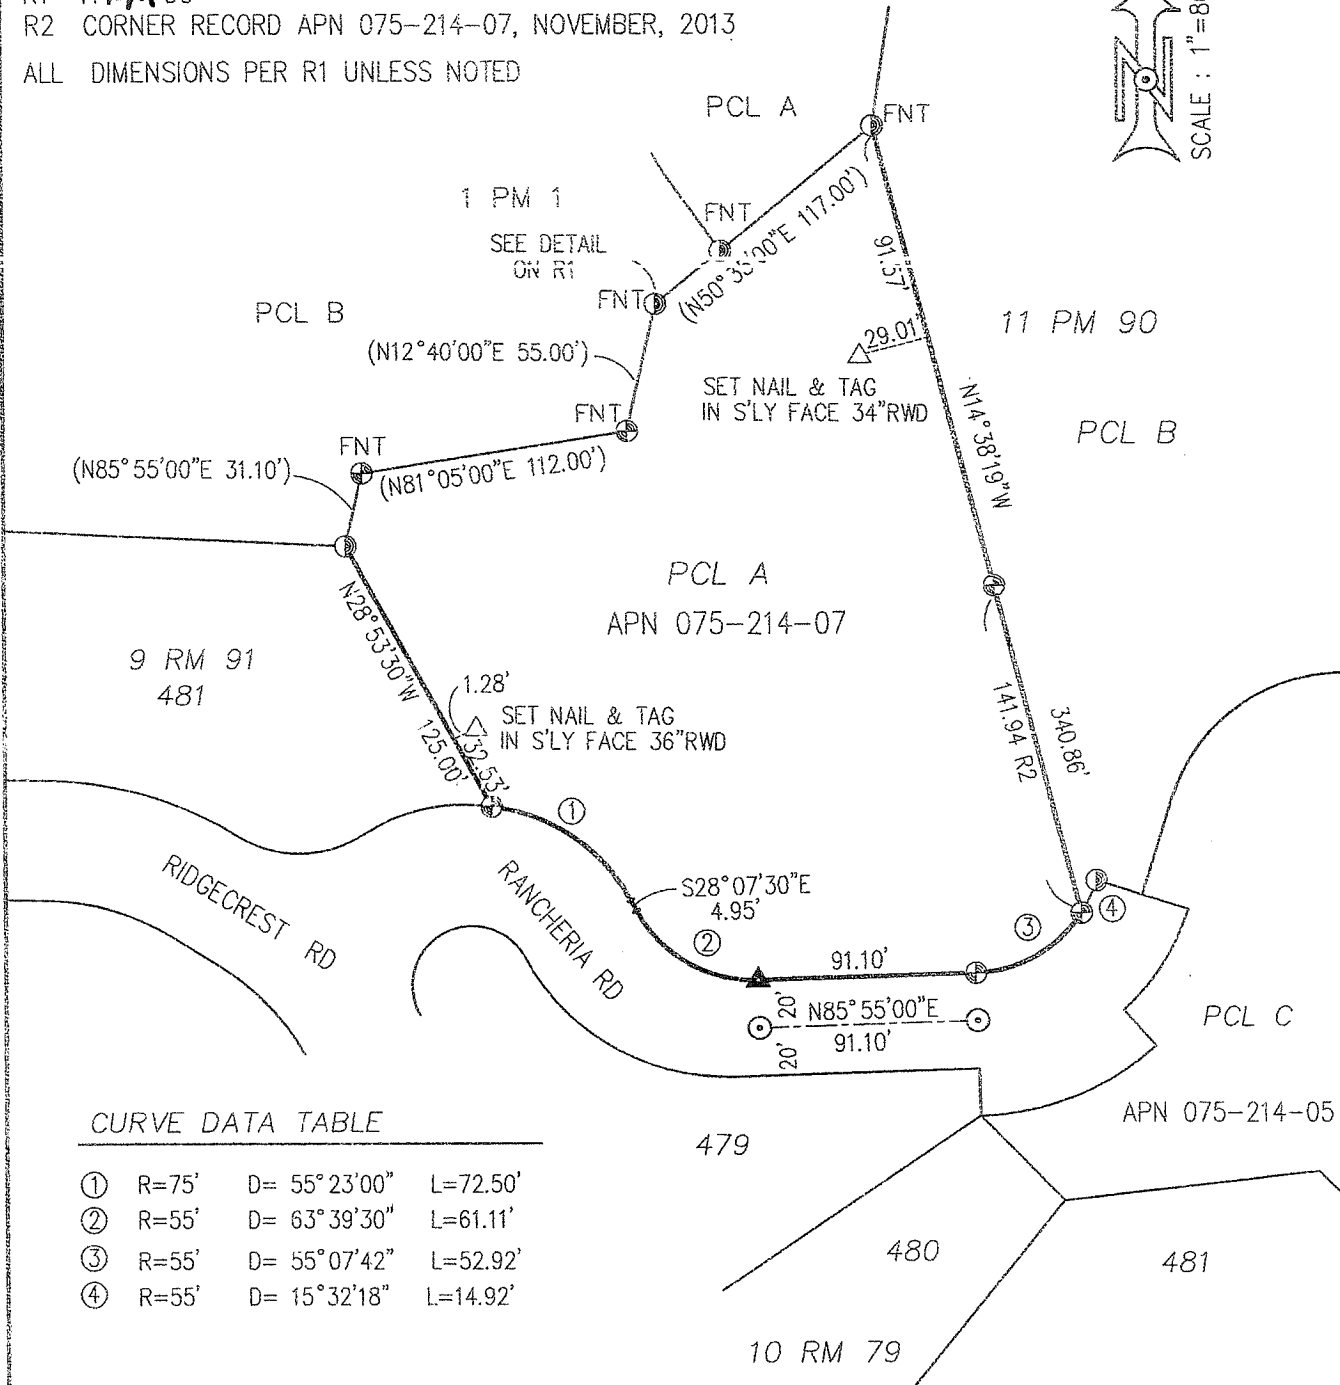 R2 CORNER RECORD APN 075-214-07, NOVEMBER, 2013
ALL DIMENSIONS PER R1 UNLESS NOTED
SCALE : 1"=8
PCL A
FNT
1 PM 1
FNT
SEE DETAIL
ON R1
(N50°35'00"E 117.00')
91.57'
FNT
PCL B
11 PM 90
29.01'
(N12°40'00"E 55.00')
SET NAIL & TAG
IN S'LY FACE 34"RWD
N14°38'19"W
FNT
PCL B
FNT
(N85°55'00"E 31.10')
(N81°05'00"E 112.00')
PCL A
APN 075-214-07
N28°53'30"W 125.00'
9 RM 91
481
1.28'
SET NAIL & TAG
IN S'LY FACE 36"RWD
32.53'
141.94 R2
340.86'
1
RIDGECREST RD
RANCHERIA RD
S28°07'30"E
4.95'
4
3
2
91.10'
20'
N85°55'00"E
91.10'
20'
PCL C
APN 075-214-05
CURVE DATA TABLE
479
1 R=75' D= 55°23'00" L=72.50'
2 R=55' D= 63°39'30" L=61.11'
3 R=55' D= 55°07'42" L=52.92'
4 R=55' D= 15°32'18" L=14.92'
480
481
10 RM 79